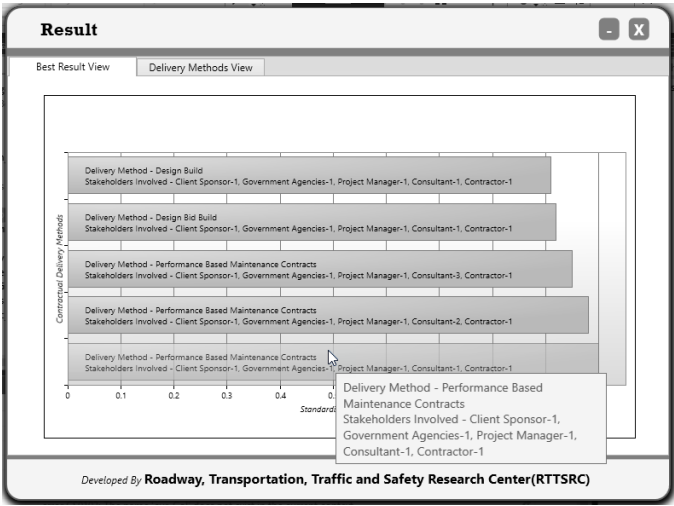 Result
- X
Best Result View Delivery Methods View
Delivery Method - Design Build
Stakeholders Involved - Client Sponsor-1, Government Agencies-1, Project Manager-1, Consultant-1, Contractor-1
Delivery Method - Design Bid Build
Stakeholders Involved - Client Sponsor-1, Government Agencies-1, Project Manager-1, Consultant-1, Contractor-1
Delivery Method - Performance Based Maintenance Contracts
Stakeholders Involved - Client Sponsor-1, Government Agencies-1, Project Manager-1, Consultant-3, Contractor-1
Delivery Method - Performance Based Maintenance Contracts
Stakeholders Involved - Client Sponsor-1, Government Agencies-1, Project Manager-1, Consultant-2, Contractor-1
Delivery Method - Performance Based Maintenance Contracts
Stakeholders Involved - Client Sponsor-1, Government Agencies-1, Project Manager-1, Consultant-1, Contractor-1
Contractual Delivery Methods
0 0.1 0.2 0.3 0.4
Delivery Method - Performance Based
Maintenance Contracts
Stakeholders Involved - Client Sponsor-1,
Government Agencies-1, Project Manager-1,
Consultant-1, Contractor-1
Developed By Roadway, Transportation, Traffic and Safety Research Center(RTTSRC)